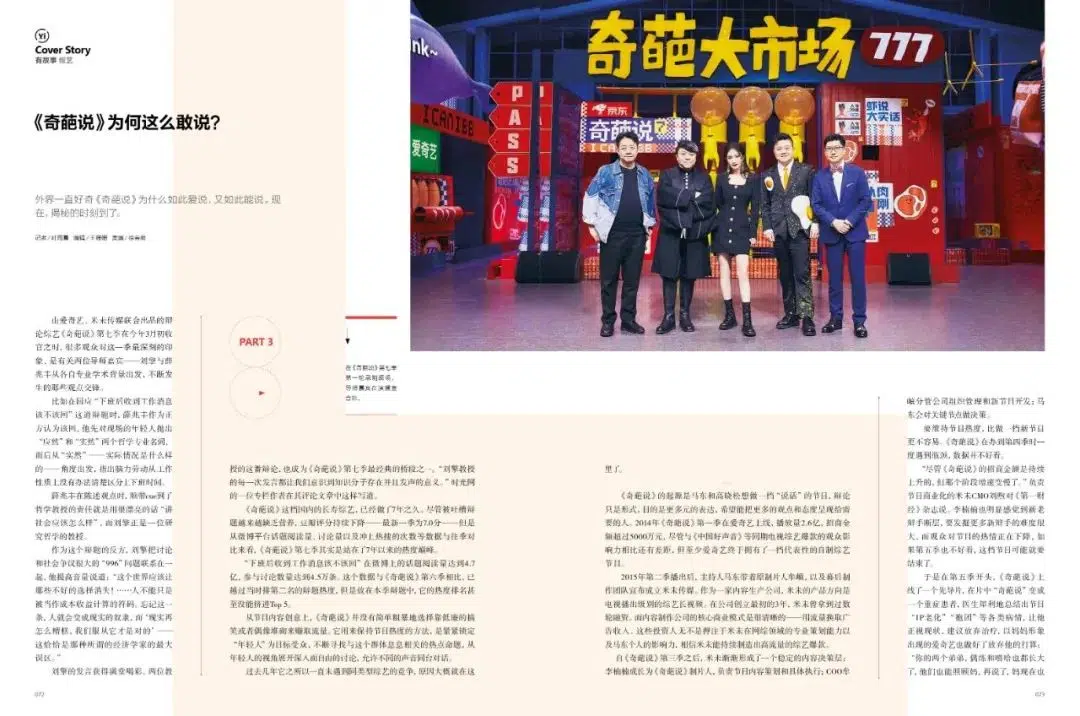 Yi
Cover Story
有故事 综艺
《奇葩说》为何这么敢说?
外界一直好奇《奇葩说》为什么如此爱说，又如此能说，现
在，揭秘的时刻到了。
ink~
奇葩大市场 777
PASS
ICANIBB
爱奇艺
京东
奇葩说
ICANIBB
虾说
大笑话
由爱奇艺、米未传媒联合出品的辩
论综艺《奇葩说》第七季在今年3月初收
官之时，很多观众对这一季最深刻的印
象，是有关两位导师嘉宾——刘擎与薛
兆丰从各自专业学术背景出发，不断发
生的那些观点交锋。
比如在回应“下班后收到工作消息
该不该回”这道辩题时，薛兆丰作为正
方认为该回，他先对现场的年轻人抛出
“应然”和“实然”两个哲学专业名词，
而后从“实然”——实际情况是什么样
的——角度出发，指出脑力劳动从工作
性质上没有办法清楚区分上下班时间。
薛兆丰在陈述观点时，顺带cue到了
哲学教授的责任就是用很漂亮的话“讲
社会应该怎么样”，而刘擎正是一位研
究哲学的教授。
作为这个辩题的反方，刘擎把讨论
和社会争议很大的“996”问题联系在一
起，他提高音量说道：“这个世界应该让
那些不好的选择消失！……人不能只是
被当作成本收益计算的符码。忘记这一
条，人就会变成现实的奴隶，而‘现实再
怎么糟糕，我们服从它才是对的’——
这恰恰是那种所谓的经济学家的最大
误区。”
刘擎的发言获得满堂喝彩。两位教
PART 3
在《奇葩说》第七季
授的这番辩论，也成为《奇葩说》第七季最经典的桥段之一。“刘擎教授
的每一次发言都让我们意识到知识分子存在并且发声的意义。”时光网
的一位专栏作者在其评论文章中这样写道。
《奇葩说》这档国内的长寿综艺，已经做了7年之久。尽管被吐槽辩
题越来越缺乏营养，豆瓣评分持续下滑——最新一季为7.0分——但是
从微博平台话题阅读量、讨论量以及冲上热搜的次数等数据与往季对
比来看，《奇葩说》第七季其实是站在了7年以来的热度巅峰。
“下班后收到工作消息该不该回”在微博上的话题阅读量达到4.7
亿，参与讨论数量达到4.5万条。这个数据与《奇葩说》第六季相比，已
超过当时排第二名的辩题热度，但是放在本季辩题中，它的热度排名甚
至没能挤进Top 5。
从节目内容创意上，《奇葩说》并没有简单粗暴地选择靠低廉的搞
笑或者偶像难商来赚取流量。它用来保持节目热度的方法，是紧紧锁定
“年轻人”为目标受众，不断寻找与这个群体息息相关的热点命题，从
年轻人的视角展开深入而自由的讨论，允许不同的声音同台对话。
过去几年它之所以一直未遇到同类型综艺的竞争，原因大概就在这
里了。
《奇葩说》的起源是马东和高晓松想做一档“说话”的节目，辩论
只是形式，目的是更多元的表达，希望能把更多的观点和态度呈现给需
要的人。2014年《奇葩说》第一季在爱奇艺上线，播放量2.6亿，招商金
额超过5000万元，尽管与《中国好声音》等同期电视综艺爆款的观众影
响力相比还有差距，但至少爱奇艺终于拥有了一档代表性的自制综艺
节目。
2015年第二季播出后，主持人马东带着原制片人牟頔，以及幕后制
作团队宣布成立米未传媒。作为一家内容生产公司，米未的产品方向是
电视播出级别的综艺长视频。在公司创立最初的3年，米未曾拿到过数
轮融资。而内容制作公司的核心商业模式是很清晰的——用流量换取广
告收入。这些投资人无不是押注于米未在网综领域的专业策划能力以
及马东个人的影响力，相信米未能持续制造出高流量的综艺爆款。
自《奇葩说》第三季之后，米未渐渐形成了一个稳定的内容决策层：
李楠楠成长为《奇葩说》制片人，负责节目内容策划和具体执行；COO牟
頔分管公司组织管理和新节目开发；马
东会对关键节点做决策。
要维持节目热度，比做一档新节目
更不容易。《奇葩说》在办到第四季时一
度遇到瓶颈，数据并不好看。
“尽管《奇葩说》的招商金额是持续
上升的，但那个阶段增速变慢了。”负责
节目商业化的米未CMO刘煦对《第一财
经》杂志说。李楠楠也明显感觉到新老
辩手断层，要发掘更多新辩手的难度很
大，而观众对节目的热情正在下降，如
果第五季也不好看，这档节目可能就要
结束了。
于是在第五季开头，《奇葩说》上
线了一个先导片，在片中“奇葩说”变成
一个重症患者，医生犀利地总结出节目
“IP老化”“抱团”等各类病情，让他
正视现状，建议放弃治疗，以妈妈形象
出现的爱奇艺也做好了放弃他的打算：
“你的两个弟弟，偶练和嘻哈也都长大
了，他们也能照顾妈，再说了，妈现在也
072
073